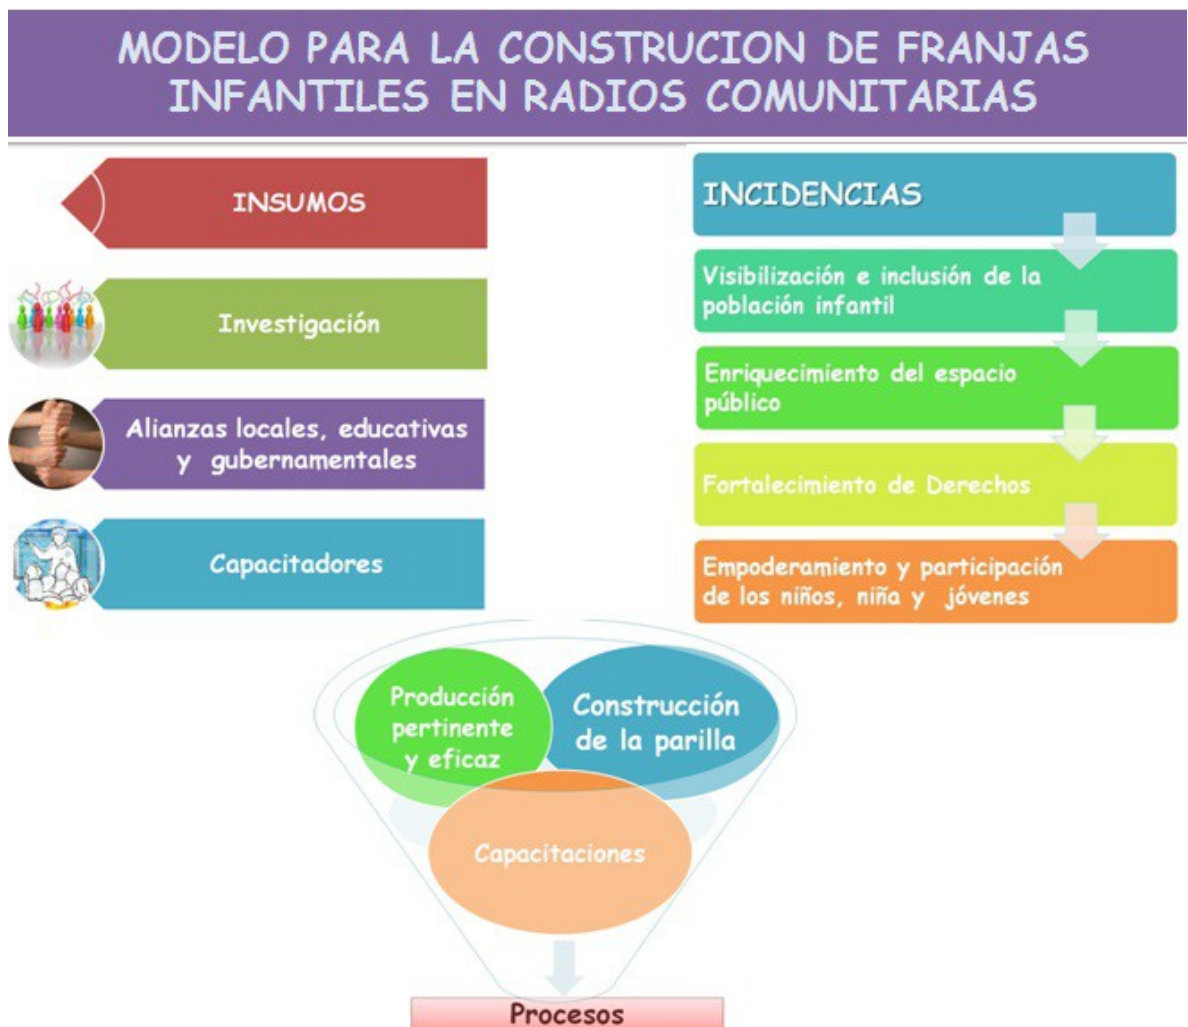 MODELO PARA LA CONSTRUCION DE FRANJAS
INFANTILES EN RADIOS COMUNITARIAS
INSUMOS
Investigación
Alianzas locales, educativas
y gubernamentales
Capacitadores
INCIDENCIAS
Visibilización e inclusión de la
población infantil
Enriquecimiento del espacio
público
Fortalecimiento de Derechos
Empoderamiento y participación
de los niños, niña y jóvenes
Producción
pertinente
y eficaz
Construcción
de la parilla
Capacitaciones
Procesos